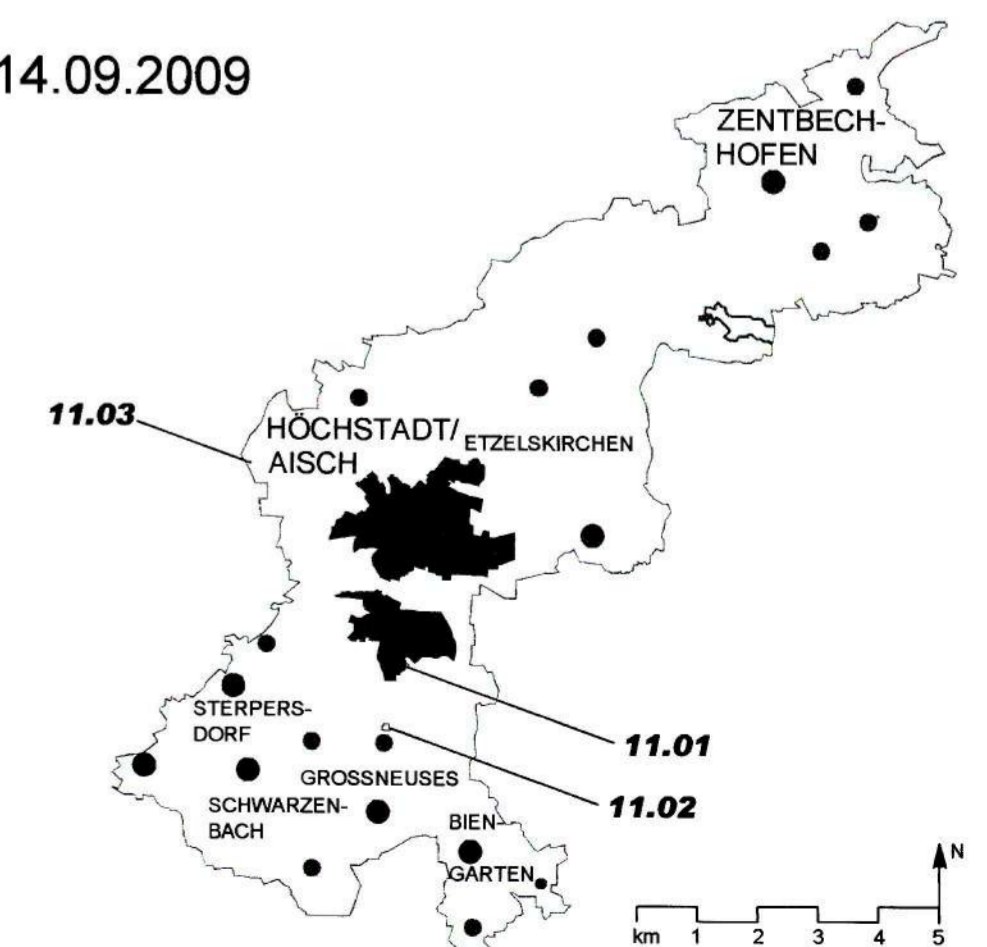 14.09.2009
ZENTBECH-
HOFEN
11.03
HÖCHSTADT/
AISCH
ETZELSKIRCHEN
STERPERS-
DORF
11.01
GROSSNEUSES
11.02
SCHWARZEN-
BACH
BIEN-
GARTEN
N
km 1 2 3 4 5